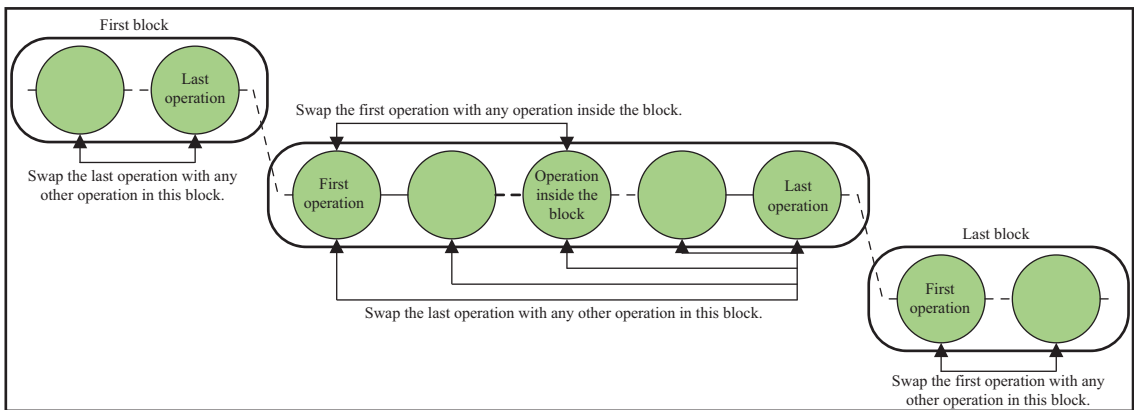 First block
Last
operation
Swap the last operation with any
other operation in this block.
Swap the first operation with any operation inside the block.
First
operation
Operation
inside the
block
Last
operation
Swap the last operation with any other operation in this block.
Last block
First
operation
Swap the first operation with any
other operation in this block.